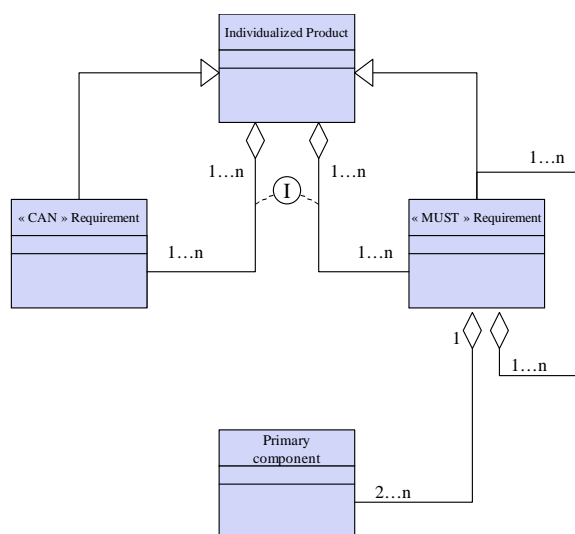 Individualized Product
1…n
1…n
1…n
I
« CAN » Requirement
« MUST » Requirement
1…n
1…n
1
1…n
Primary
component
2…n